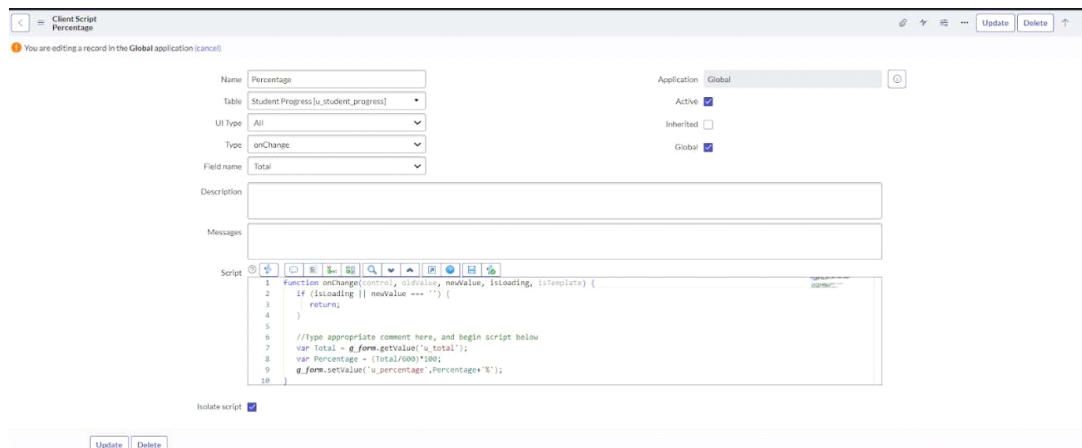 Client Script
Percentage
Update Delete
You are editing a record in the Global application (cancel)
Name Percentage
Application Global
Table Student Progress [u_student_progress]
Active
UI Type All
Inherited
Type onChange
Global
Field name Total
Description
Messages
Script
1 function onChange(control, oldValue, newValue, isLoading, isTemplate) {
2 if (isLoading || newValue === '') {
3 return;
4 }
5
6 //Type appropriate comment here, and begin script below
7 var Total = g_form.getValue('u_total');
8 var Percentage = (Total/600)*100;
9 g_form.setValue('u_percentage',Percentage+'%');
10 }
Isolate script
Update Delete